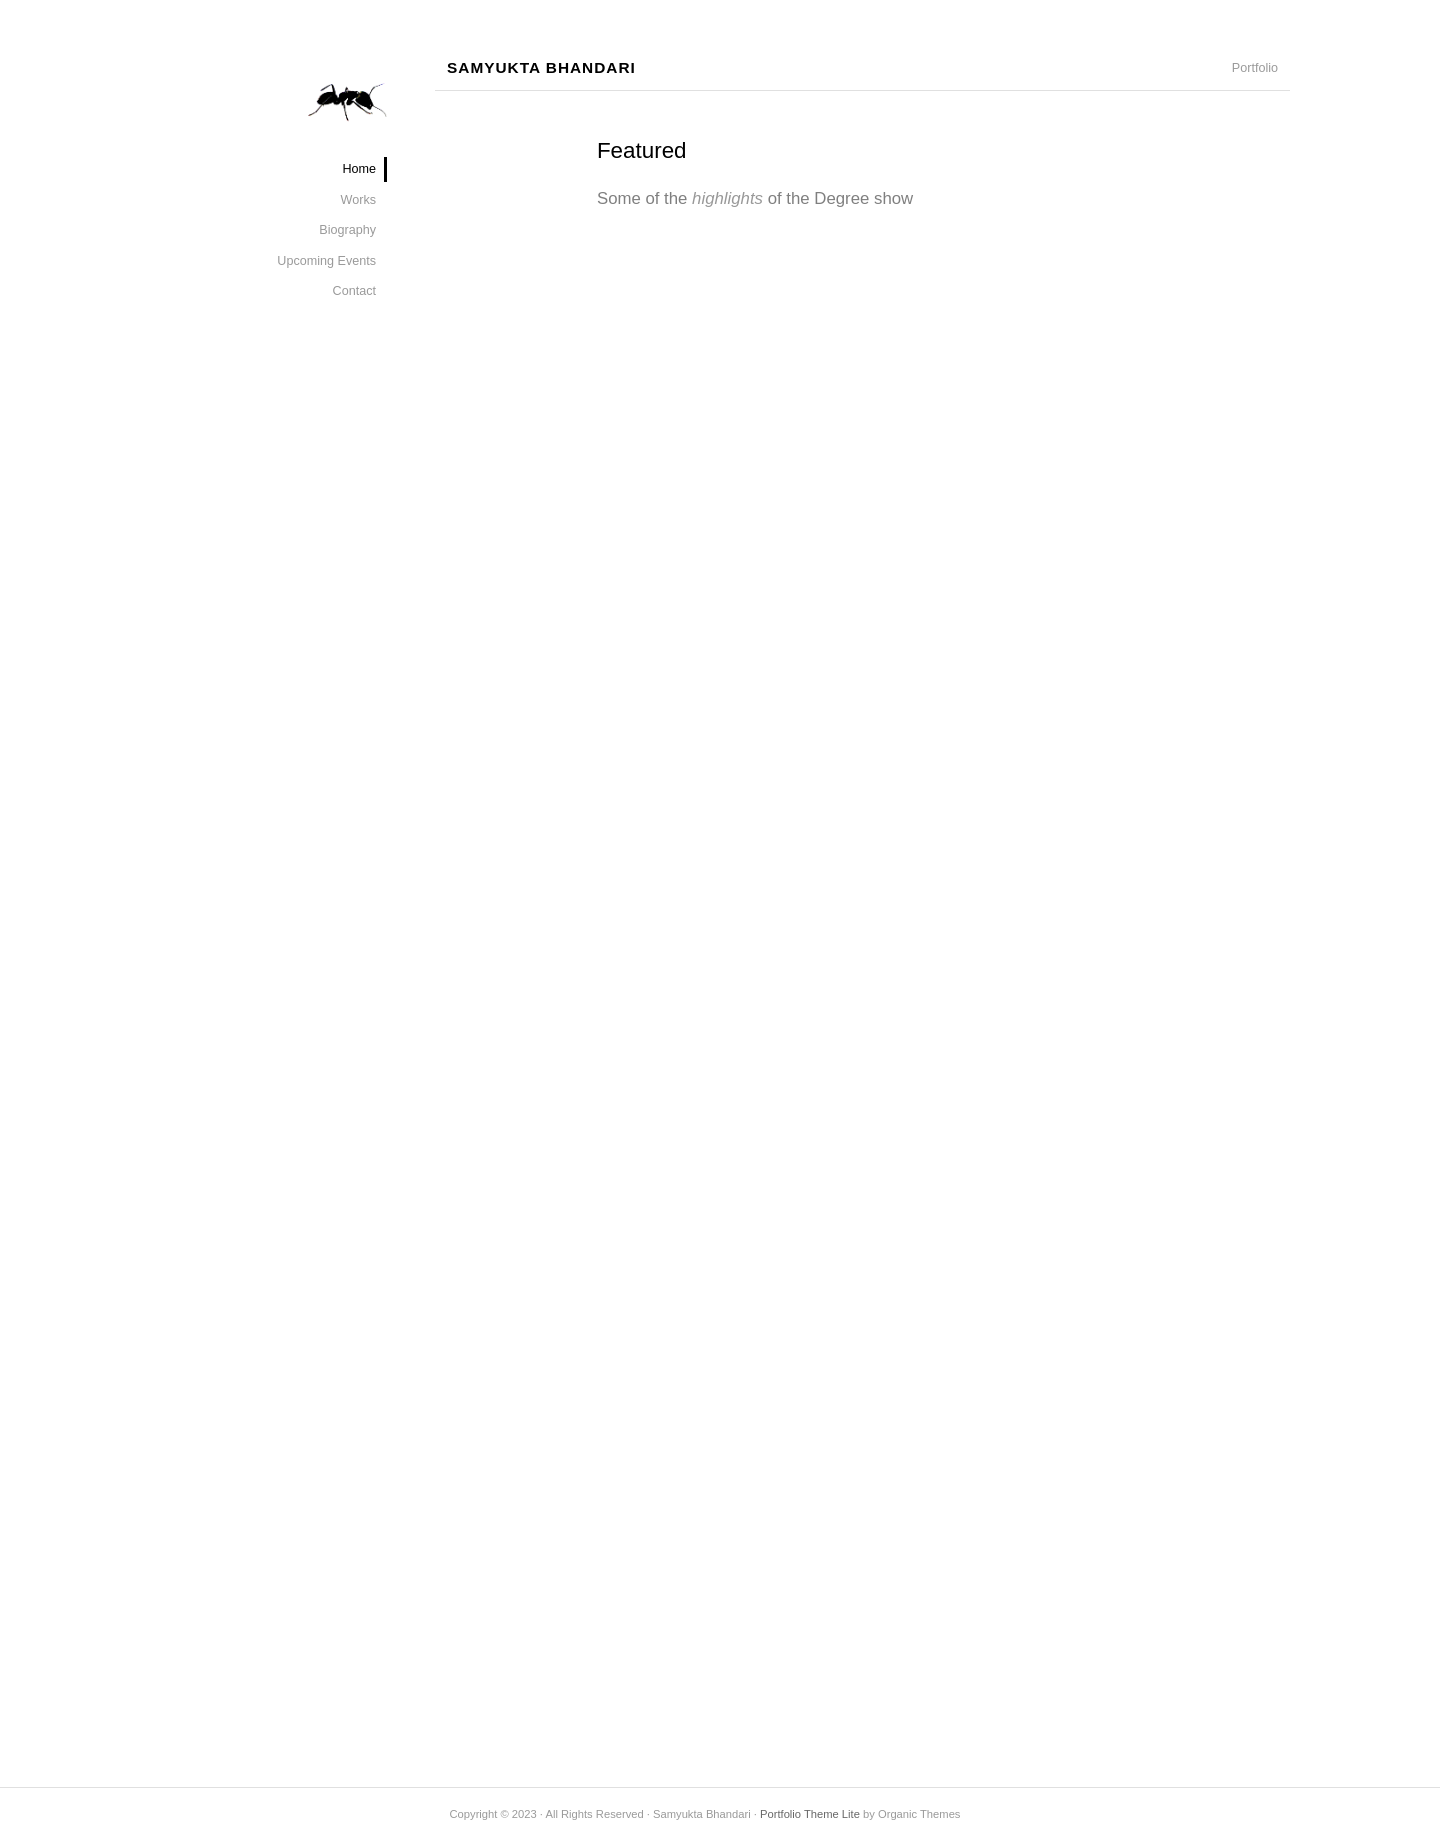 SAMYUKTA BHANDARI
Portfolio
Home
Works
Biography
Upcoming Events
Contact
Featured
Some of the highlights of the Degree show
Copyright © 2023 · All Rights Reserved · Samyukta Bhandari · Portfolio Theme Lite by Organic Themes